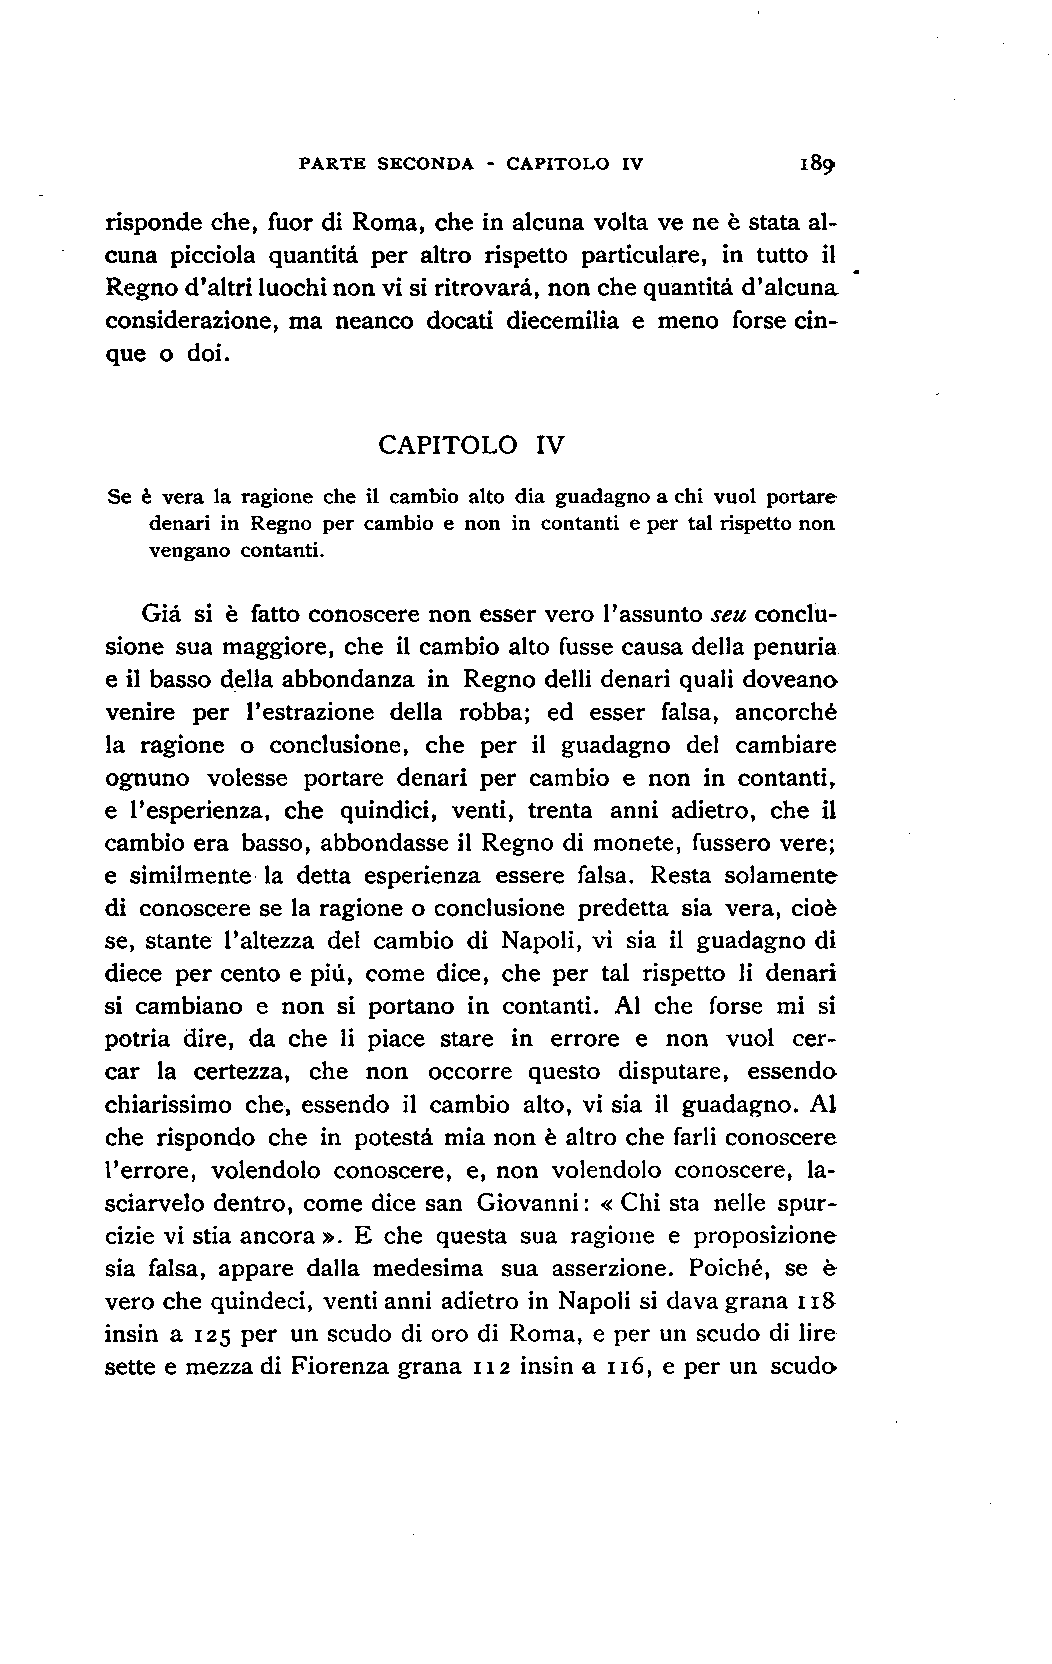 PARTE SECONDA - CAPITOLO IV 189
risponde che, fuor di Roma, che in alcuna volta ve ne è stata al-
cuna picciola quantitá per altro rispetto particulare, in tutto il
Regno d'altri luochi non vi si ritrovará, non che quantitá d'alcuna
considerazione, ma neanco docati diecemilia e meno forse cin-
que o doi.
CAPITOLO IV
Se è vera la ragione che il cambio alto dia guadagno a chi vuol portare
denari in Regno per cambio e non in contanti e per tal rispetto non
vengano contanti.
Giá si è fatto conoscere non esser vero l'assunto seu conclu-
sione sua maggiore, che il cambio alto fusse causa della penuria
e il basso della abbondanza in Regno delli denari quali doveano
venire per l'estrazione della robba; ed esser falsa, ancorché
la ragione o conclusione, che per il guadagno del cambiare
ognuno volesse portare denari per cambio e non in contanti,
e l'esperienza, che quindici, venti, trenta anni adietro, che il
cambio era basso, abbondasse il Regno di monete, fussero vere;
e similmente la detta esperienza essere falsa. Resta solamente
di conoscere se la ragione o conclusione predetta sia vera, cioè
se, stante l'altezza del cambio di Napoli, vi sia il guadagno di
diece per cento e piú, come dice, che per tal rispetto li denari
si cambiano e non si portano in contanti. Al che forse mi si
potria dire, da che li piace stare in errore e non vuol cer-
car la certezza, che non occorre questo disputare, essendo
chiarissimo che, essendo il cambio alto, vi sia il guadagno. Al
che rispondo che in potestá mia non è altro che farli conoscere
l'errore, volendolo conoscere, e, non volendolo conoscere, la-
sciarvelo dentro, come dice san Giovanni: « Chi sta nelle spur-
cizie vi stia ancora ». E che questa sua ragione e proposizione
sia falsa, appare dalla medesima sua asserzione. Poiché, se è
vero che quindeci, venti anni adietro in Napoli si dava grana 118
insin a 125 per un scudo di oro di Roma, e per un scudo di lire
sette e mezza di Fiorenza grana 112 insin a 116, e per un scudo